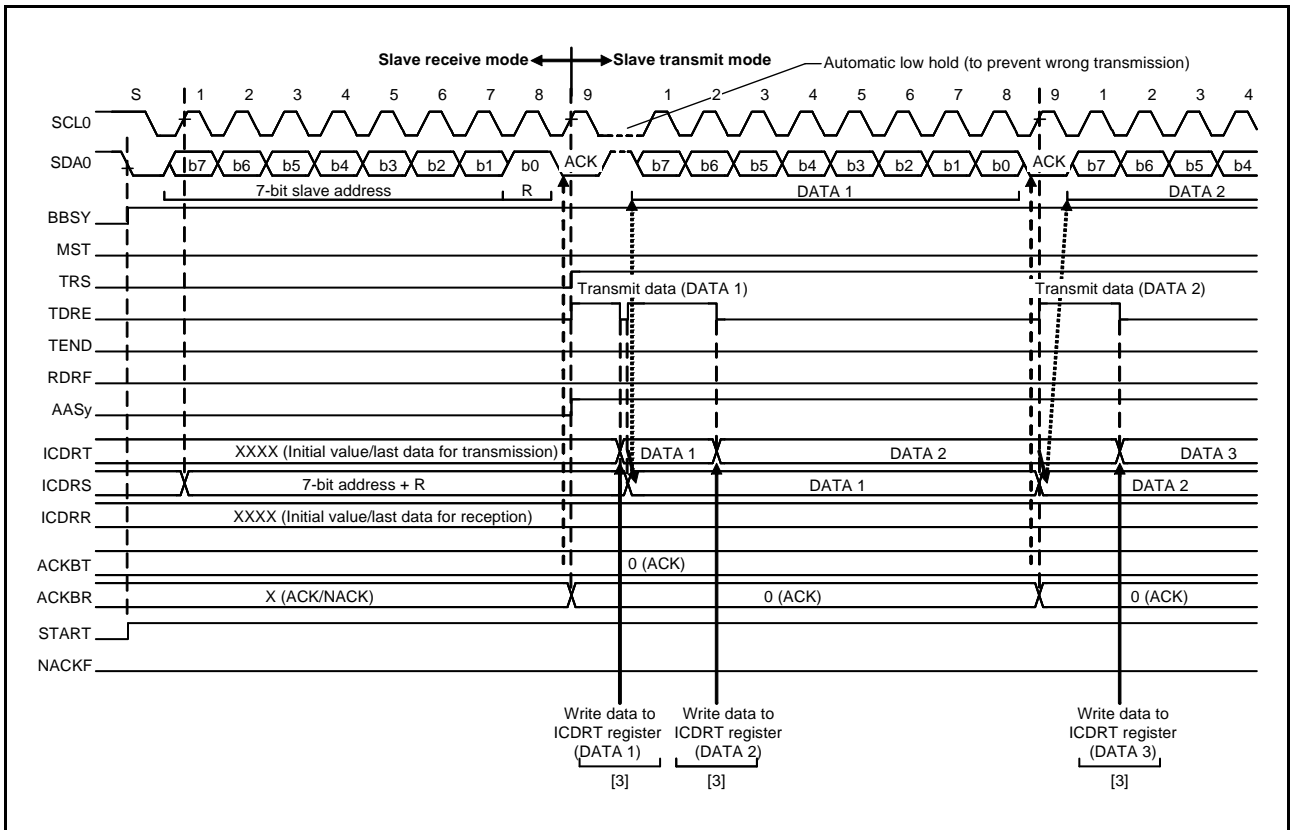 Slave receive mode Slave transmit mode
Automatic low hold (to prevent wrong transmission)
S 1 2 3 4 5 6 7 8 9 1 2 3 4 5 6 7 8 9 1 2 3 4
SCL0
SDA0 b7 b6 b5 b4 b3 b2 b1 b0 ACK b7 b6 b5 b4 b3 b2 b1 b0 ACK b7 b6 b5 b4
7-bit slave address R DATA 1 DATA 2
BBSY
MST
TRS
Transmit data (DATA 1) Transmit data (DATA 2)
TDRE
TEND
RDRF
AASy
ICDRT XXXX (Initial value/last data for transmission) DATA 1 DATA 2 DATA 3
ICDRS 7-bit address + R DATA 1 DATA 2
ICDRR XXXX (Initial value/last data for reception)
ACKBT 0 (ACK)
ACKBR X (ACK/NACK) 0 (ACK) 0 (ACK)
START
NACKF
Write data to Write data to Write data to
ICDRT register ICDRT register ICDRT register
(DATA 1) (DATA 2) (DATA 3)
[3] [3] [3]